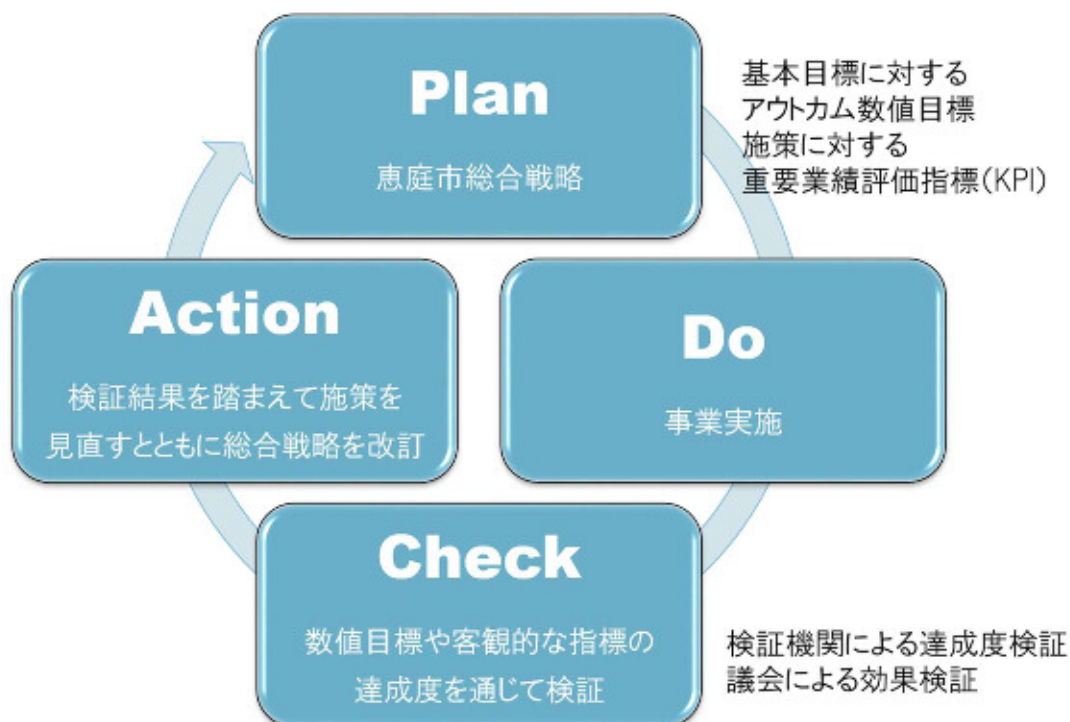 Plan
恵庭市総合戦略
基本目標に対する
アウトカム数値目標
施策に対する
重要業績評価指標(KPI)
Action
検証結果を踏まえて施策を
見直すとともに総合戦略を改訂
Do
事業実施
Check
数値目標や客観的な指標の
達成度を通じて検証
検証機関による達成度検証
議会による効果検証